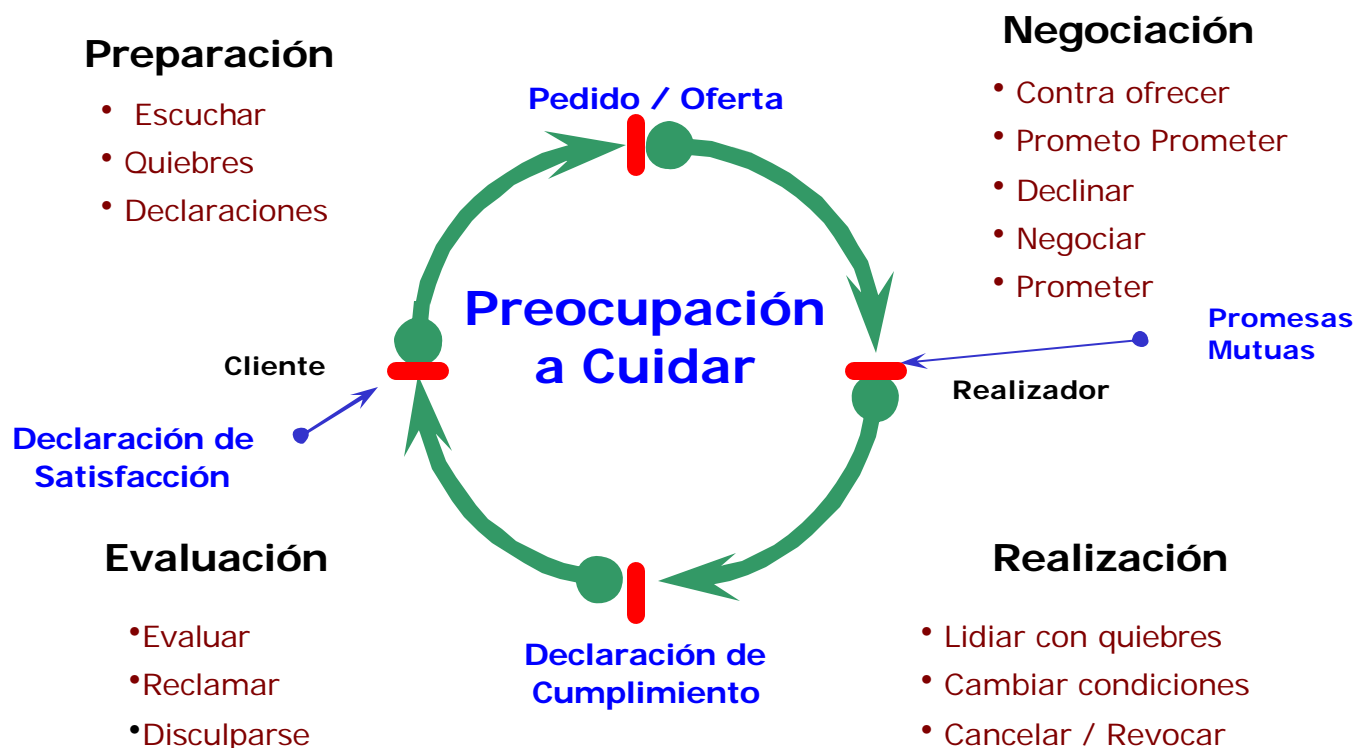 Preparación
• Escuchar
• Quiebres
• Declaraciones
Pedido / Oferta
Negociación
• Contra ofrecer
• Prometo Prometer
• Declinar
• Negociar
• Prometer
Promesas
Mutuas
Preocupación
a Cuidar
Cliente
Realizador
Declaración de
Satisfacción
Evaluación
•Evaluar
•Reclamar
•Disculparse
Declaración de
Cumplimiento
Realización
• Lidiar con quiebres
• Cambiar condiciones
• Cancelar / Revocar